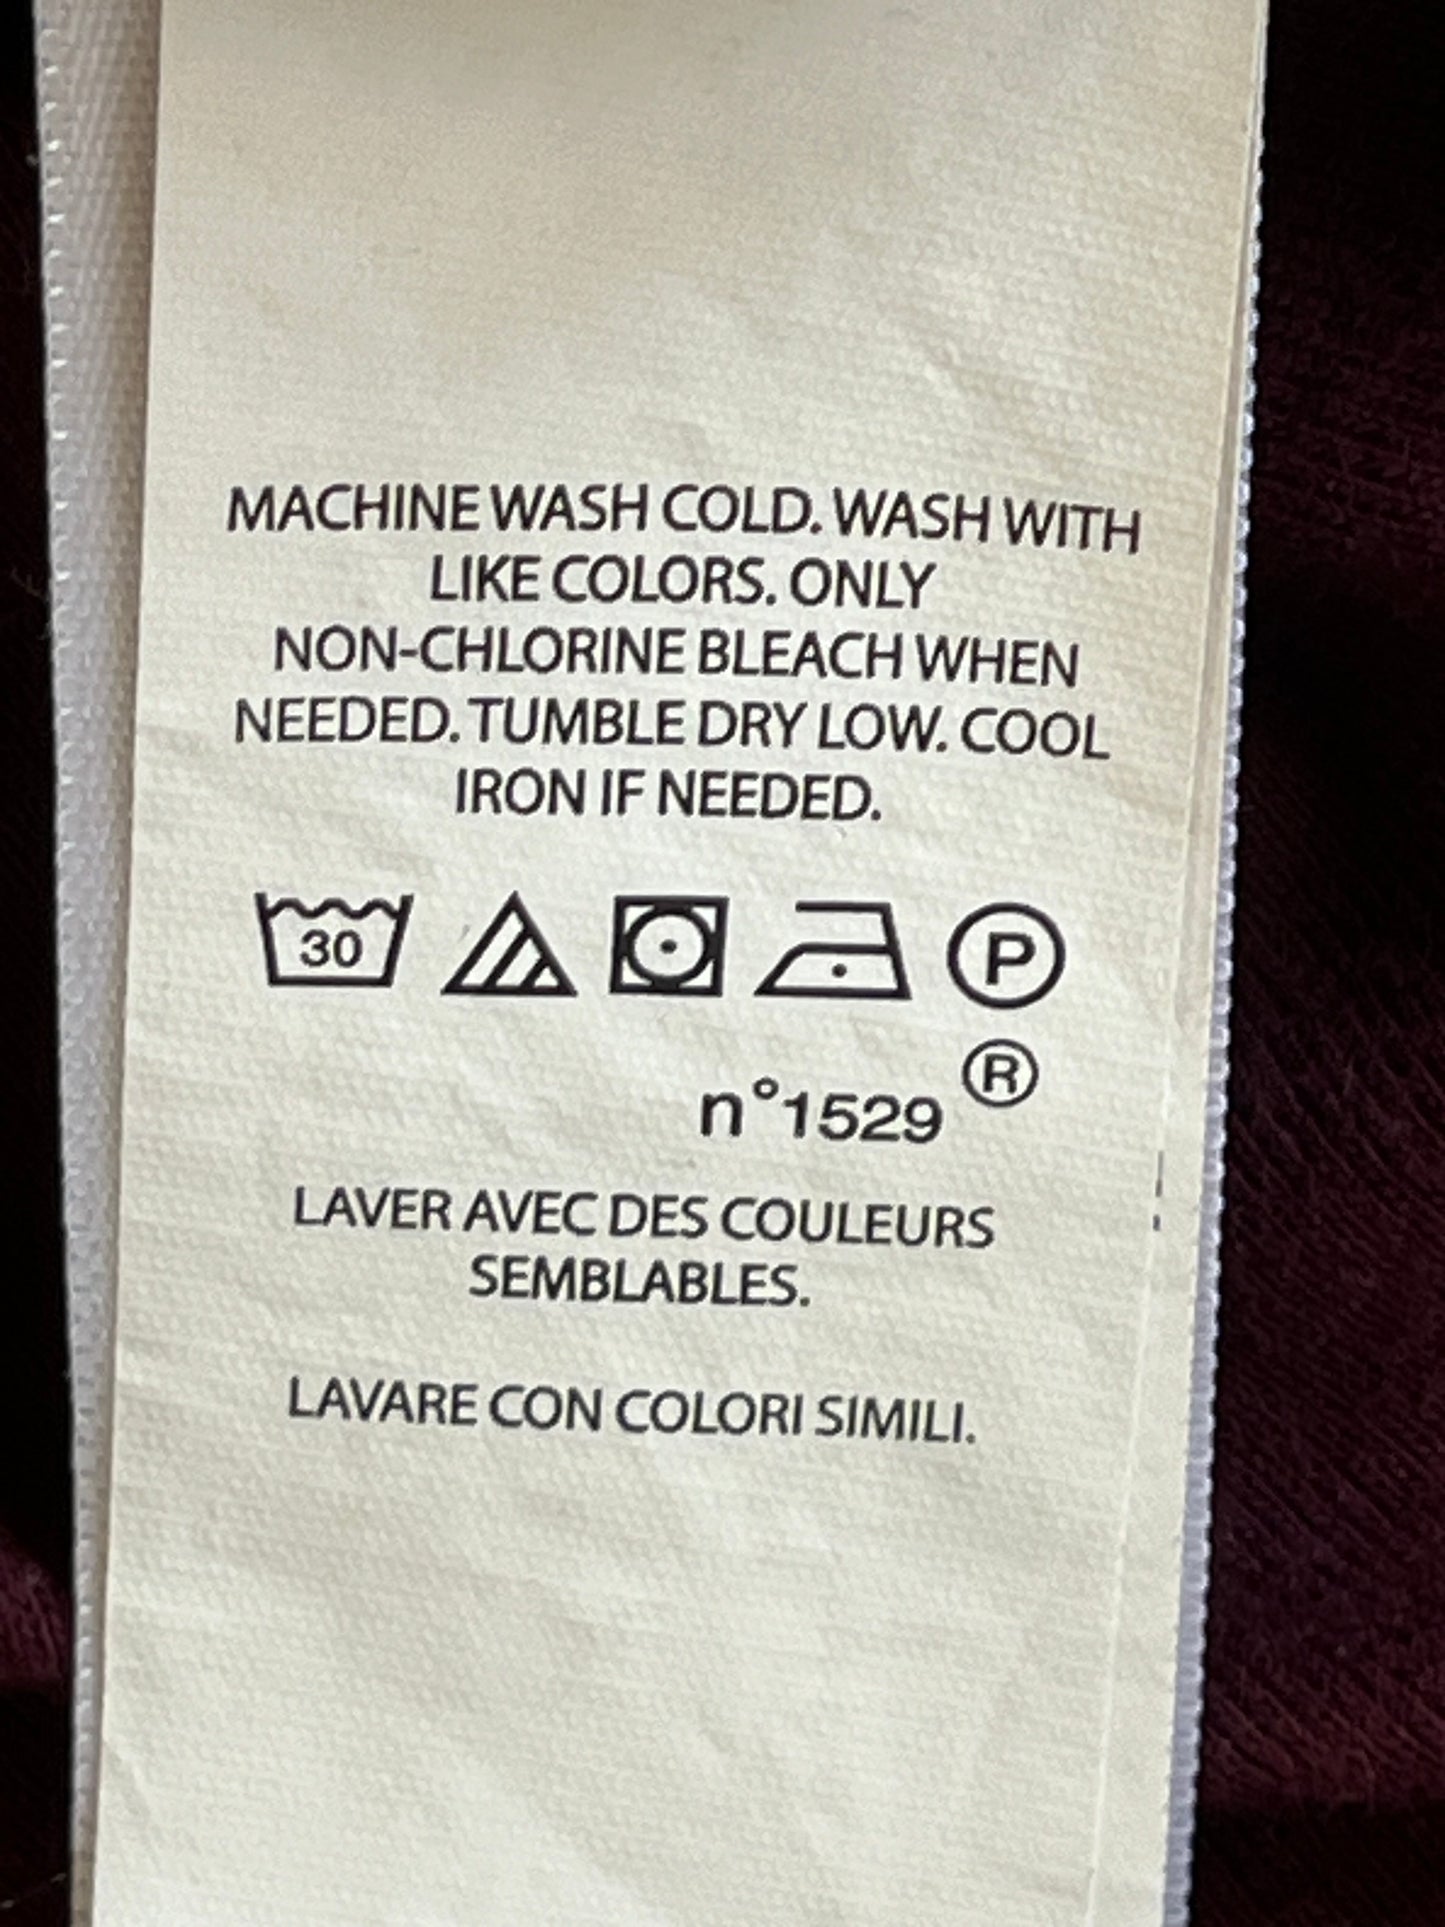 MACHINE WASH COLD. WASH WITH
LIKE COLORS. ONLY
NON-CHLORINE BLEACH WHEN
NEEDED. TUMBLE DRY LOW. COOL
IRON IF NEEDED.
30 P
n°1529 ®
LAVER AVEC DES COULEURS
SEMBLABLES.
LAVARE CON COLORI SIMILI.